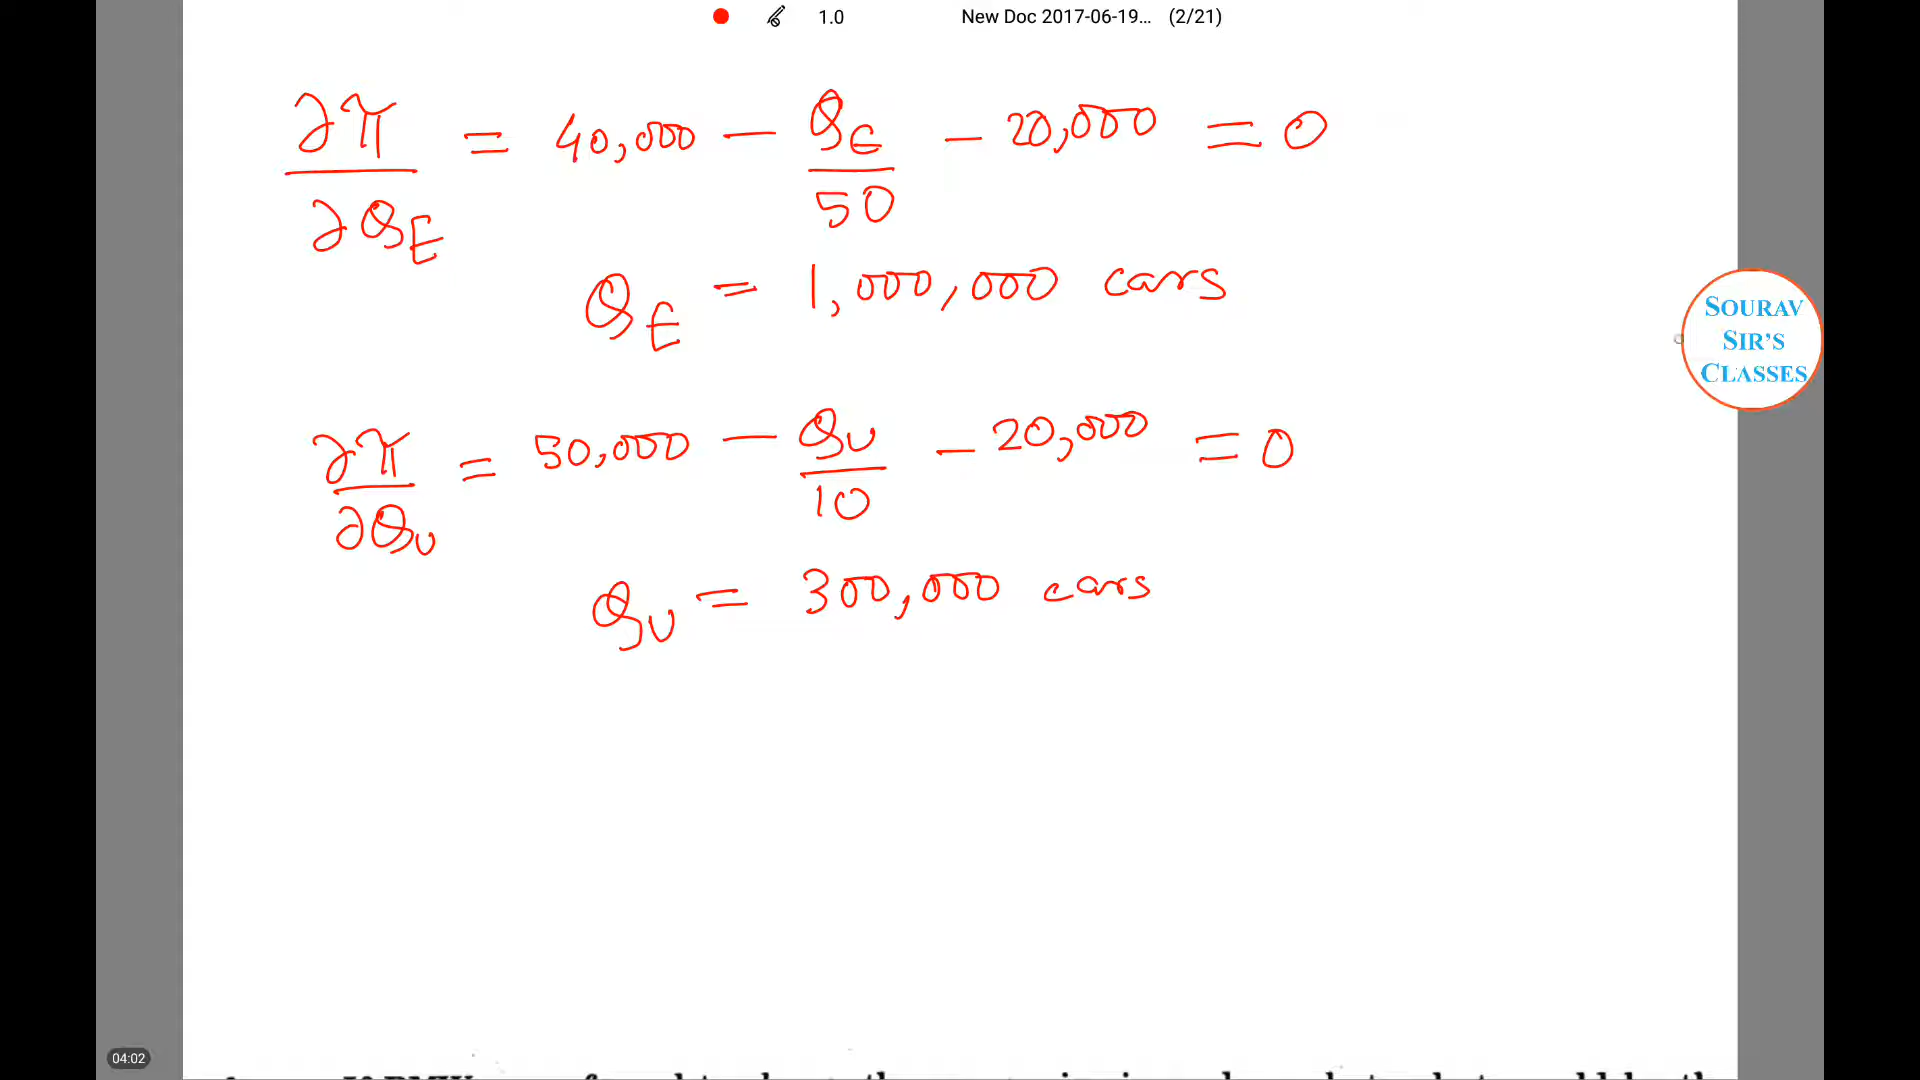 1.0 New Doc 2017-06-19... (2/21)
∂π/∂Q_E = 40,000 − Q_E/50 − 20,000 = 0
Q_E = 1,000,000 cars
SOURAV
SIR'S
CLASSES
∂π/∂Q_U = 50,000 − Q_U/10 − 20,000 = 0
Q_U = 300,000 cars
04:02